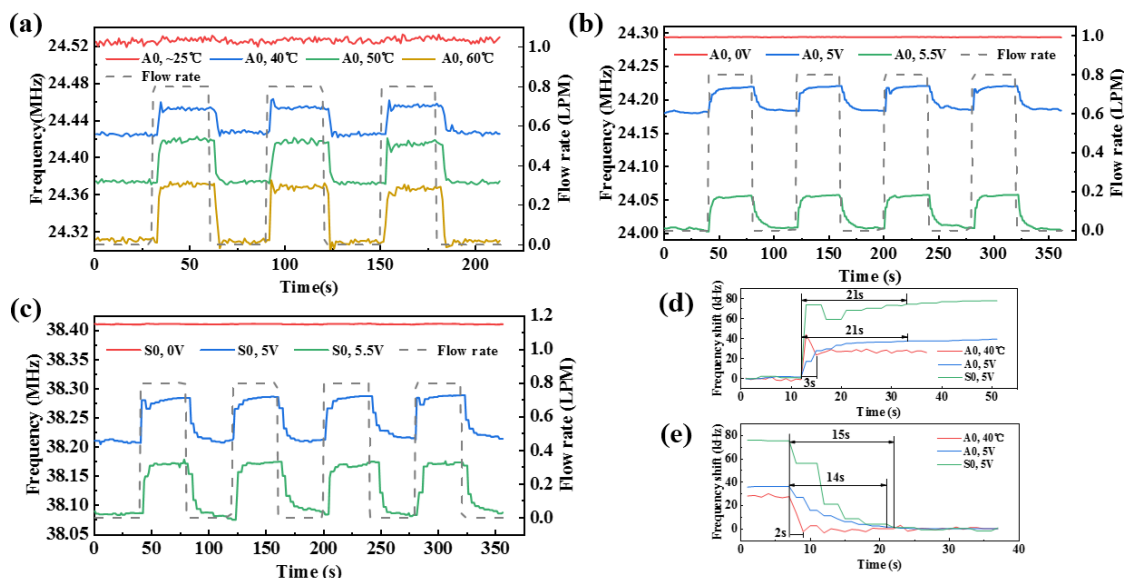 (a)
Frequency(MHz)
24.52
24.48
24.44
24.40
24.36
24.32
A0, ~25℃
A0, 40℃
A0, 50℃
A0, 60℃
Flow rate
1.0
0.8
0.6
0.4
0.2
0.0
Flow rate (LPM)
0
50
100
150
200
Time(s)
(b)
Frequency (MHz)
24.30
24.25
24.20
24.15
24.10
24.05
24.00
A0, 0V
A0, 5V
A0, 5.5V
Flow rate
1.0
0.8
0.6
0.4
0.2
0.0
Flow rate (LPM)
0
50
100
150
200
250
300
350
Time (s)
(c)
Frequency (MHz)
38.40
38.35
38.30
38.25
38.20
38.15
38.10
38.05
S0, 0V
S0, 5V
S0, 5.5V
Flow rate
1.2
1.0
0.8
0.6
0.4
0.2
0.0
Flow rate (LPM)
0
50
100
150
200
250
300
350
Time (s)
(d)
Frequency shift (kHz)
80
60
40
20
0
21s
21s
3s
A0, 40℃
A0, 5V
S0, 5V
0
10
20
30
40
50
Time (s)
(e)
Frequency shift (kHz)
80
60
40
20
0
15s
14s
2s
A0, 40℃
A0, 5V
S0, 5V
0
10
20
30
40
Time (s)